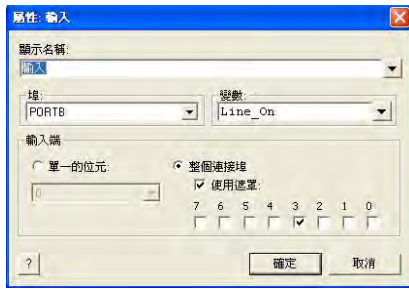 屬性: 輸入
顯示名稱:
輸入
埠:
PORTB
變數:
Line_On
輸入端
單一的位元:
0
整個連接埠
使用遮罩:
7 6 5 4 3 2 1 0
?
確定
取消